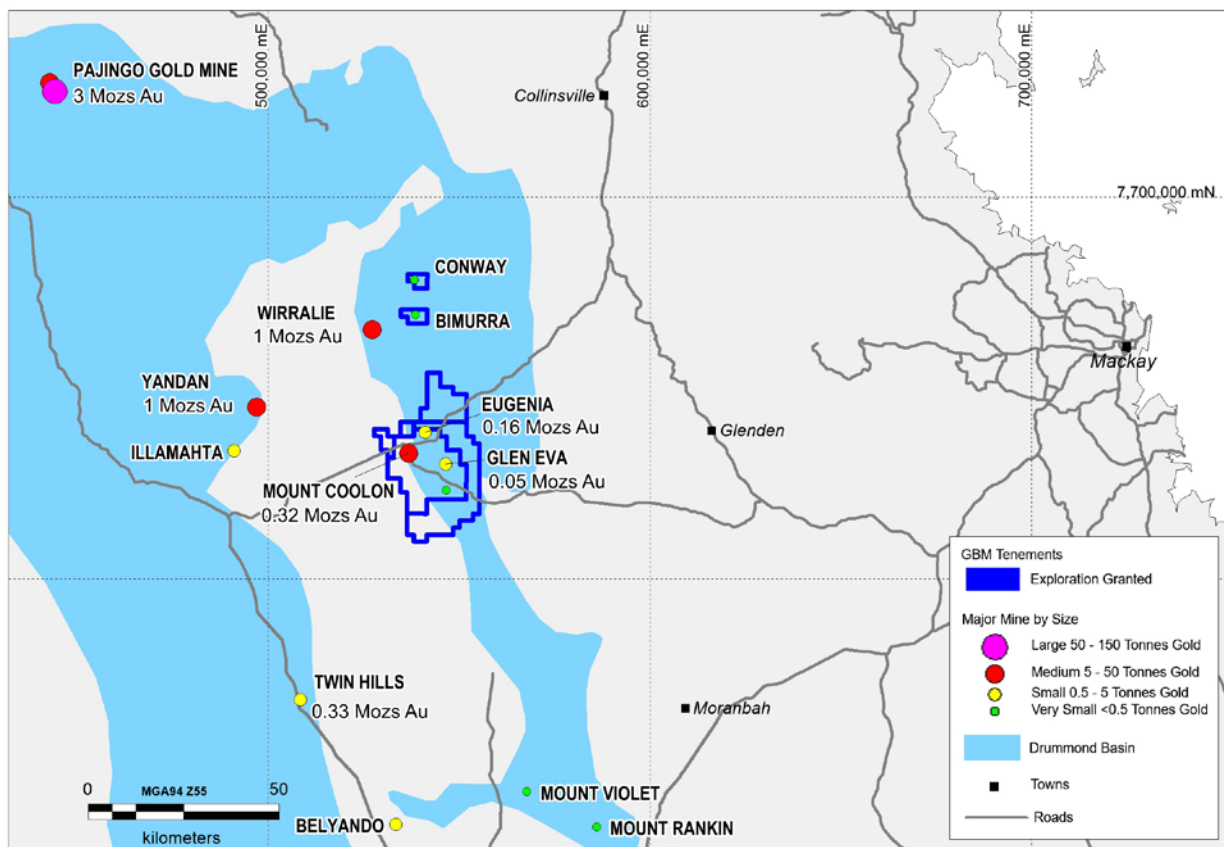 500,000 mE
600,000 mE
700,000 mE
PAJINGO GOLD MINE
3 Mozs Au
Collinsville
7,700,000 mN
CONWAY
WIRRALIE
1 Mozs Au
BIMURRA
Mackay
YANDAN
1 Mozs Au
EUGENIA
0.16 Mozs Au
Glenden
ILLAMAHTA
GLEN EVA
0.05 Mozs Au
MOUNT COOLON
0.32 Mozs Au
TWIN HILLS
0.33 Mozs Au
Moranbah
MOUNT VIOLET
BELYANDO
MOUNT RANKIN
0 MGA94 Z55 50
kilometers
GBM Tenements
Exploration Granted
Major Mine by Size
Large 50 - 150 Tonnes Gold
Medium 5 - 50 Tonnes Gold
Small 0.5 - 5 Tonnes Gold
Very Small <0.5 Tonnes Gold
Drummond Basin
Towns
Roads